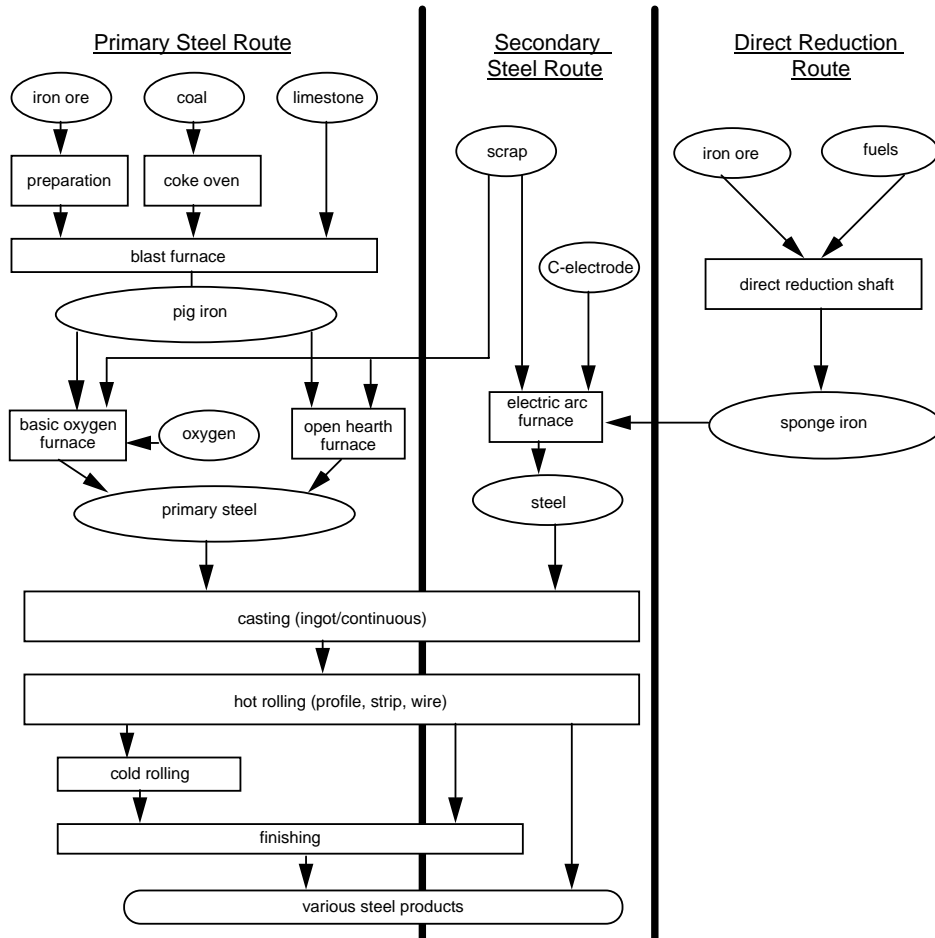 Primary Steel Route
Secondary
Steel Route
Direct Reduction
Route
iron ore
coal
limestone
scrap
iron ore
fuels
preparation
coke oven
blast furnace
C-electrode
direct reduction shaft
pig iron
basic oxygen
furnace
oxygen
open hearth
furnace
electric arc
furnace
sponge iron
primary steel
steel
casting (ingot/continuous)
hot rolling (profile, strip, wire)
cold rolling
finishing
various steel products